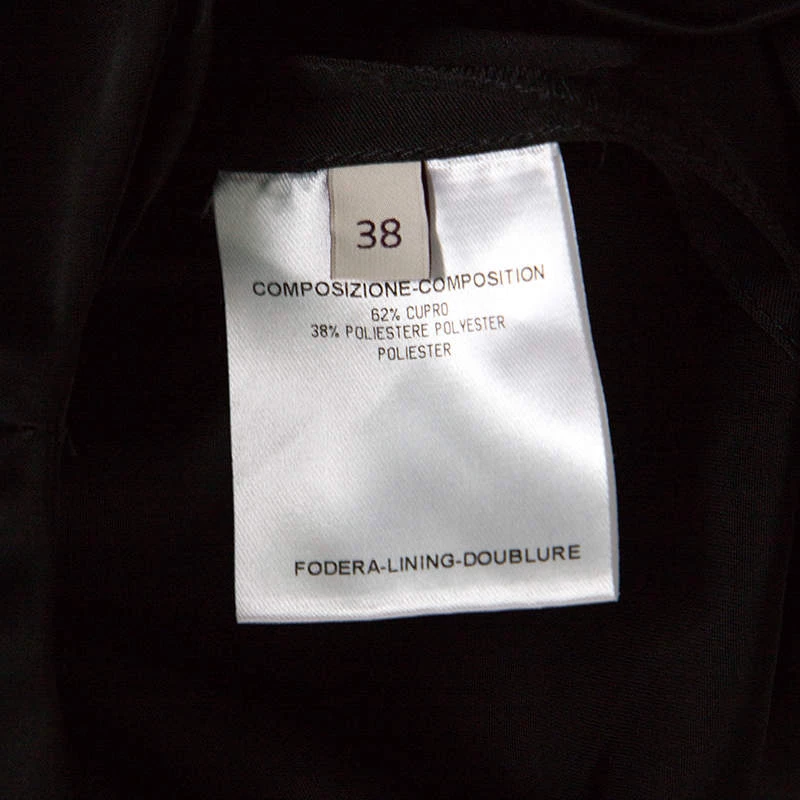 38
COMPOSIZIONE-COMPOSITION
62% CUPRO
38% POLIESTERE POLYESTER
POLIESTER
FODERA-LINING-DOUBLURE